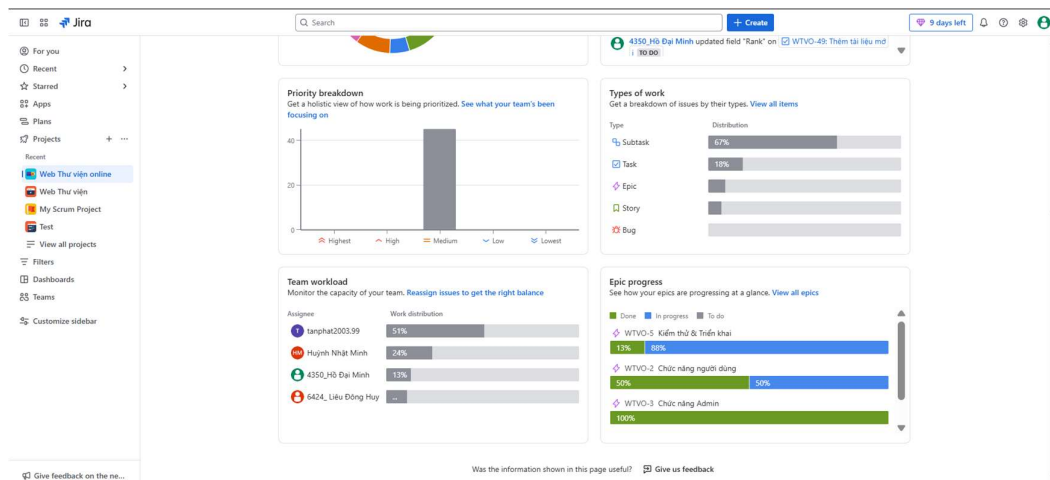 Jira
Search
+ Create
9 days left
For you
Recent
Starred
Apps
Plans
Projects
Recent
Web Thư viện online
Web Thư viện
My Scrum Project
Test
View all projects
Filters
Dashboards
Teams
Customize sidebar
Give feedback on the ne...
4350_Hồ Đại Minh updated field "Rank" on WTVO-49: Thêm tài liệu mớ
i TO DO
Priority breakdown
Get a holistic view of how work is being prioritized. See what your team's been
focusing on
40
20
0
Highest High Medium Low Lowest
Types of work
Get a breakdown of issues by their types. View all items
Type Distribution
Subtask 67%
Task 18%
Epic
Story
Bug
Team workload
Monitor the capacity of your team. Reassign issues to get the right balance
Assignee Work distribution
T tanphat2003.99 51%
HM Huỳnh Nhật Minh 24%
4350_Hồ Đại Minh 13%
6424_ Liêu Đông Huy ...
Epic progress
See how your epics are progressing at a glance. View all epics
Done In progress To do
WTVO-5 Kiểm thử & Triển khai
13% 88%
WTVO-2 Chức năng người dùng
50% 50%
WTVO-3 Chức năng Admin
100%
Was the information shown in this page useful? Give us feedback